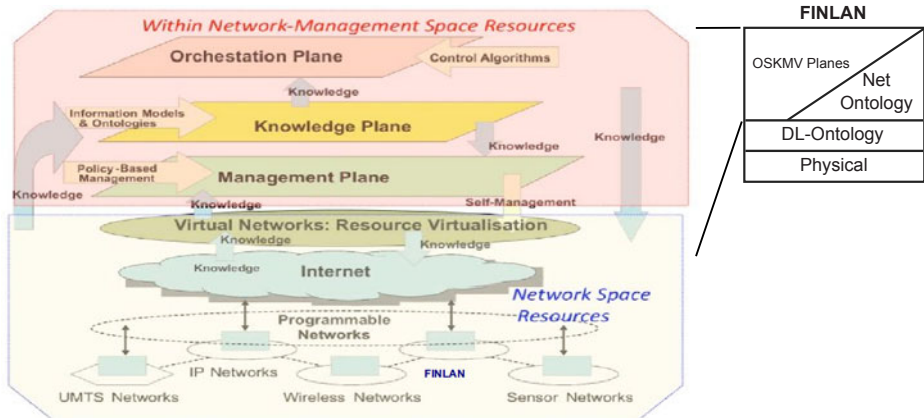 Within Network-Management Space Resources
FINLAN
Orchestation Plane
Control Algorithms
OSKMV Planes
Net
Ontology
Knowledge
Information Models
& Ontologies
Knowledge Plane
Knowledge
Knowledge
DL-Ontology
Policy-Based
Management
Management Plane
Physical
Knowledge
Knowledge
Self-Management
Virtual Networks: Resource Virtualisation
Knowledge
Knowledge
Knowledge
Internet
Network Space
Resources
Programmable
Networks
IP Networks
FINLAN
UMTS Networks
Wireless Networks
Sensor Networks